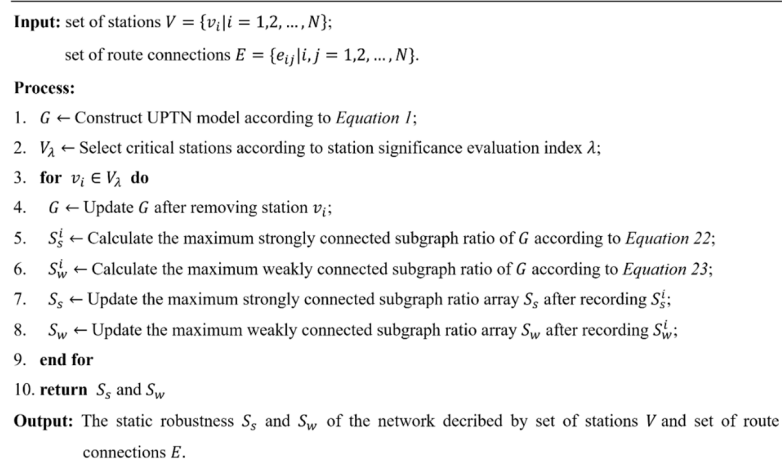 Input: set of stations V = {v_i|i = 1,2, …, N};
set of route connections E = {e_{ij}|i, j = 1,2, …, N}.
Process:
1. G ← Construct UPTN model according to Equation 1;
2. V_λ ← Select critical stations according to station significance evaluation index λ;
3. for v_i ∈ V_λ do
4. G ← Update G after removing station v_i;
5. S_s^i ← Calculate the maximum strongly connected subgraph ratio of G according to Equation 22;
6. S_w^i ← Calculate the maximum weakly connected subgraph ratio of G according to Equation 23;
7. S_s ← Update the maximum strongly connected subgraph ratio array S_s after recording S_s^i;
8. S_w ← Update the maximum weakly connected subgraph ratio array S_w after recording S_w^i;
9. end for
10. return S_s and S_w
Output: The static robustness S_s and S_w of the network decribed by set of stations V and set of route
connections E.